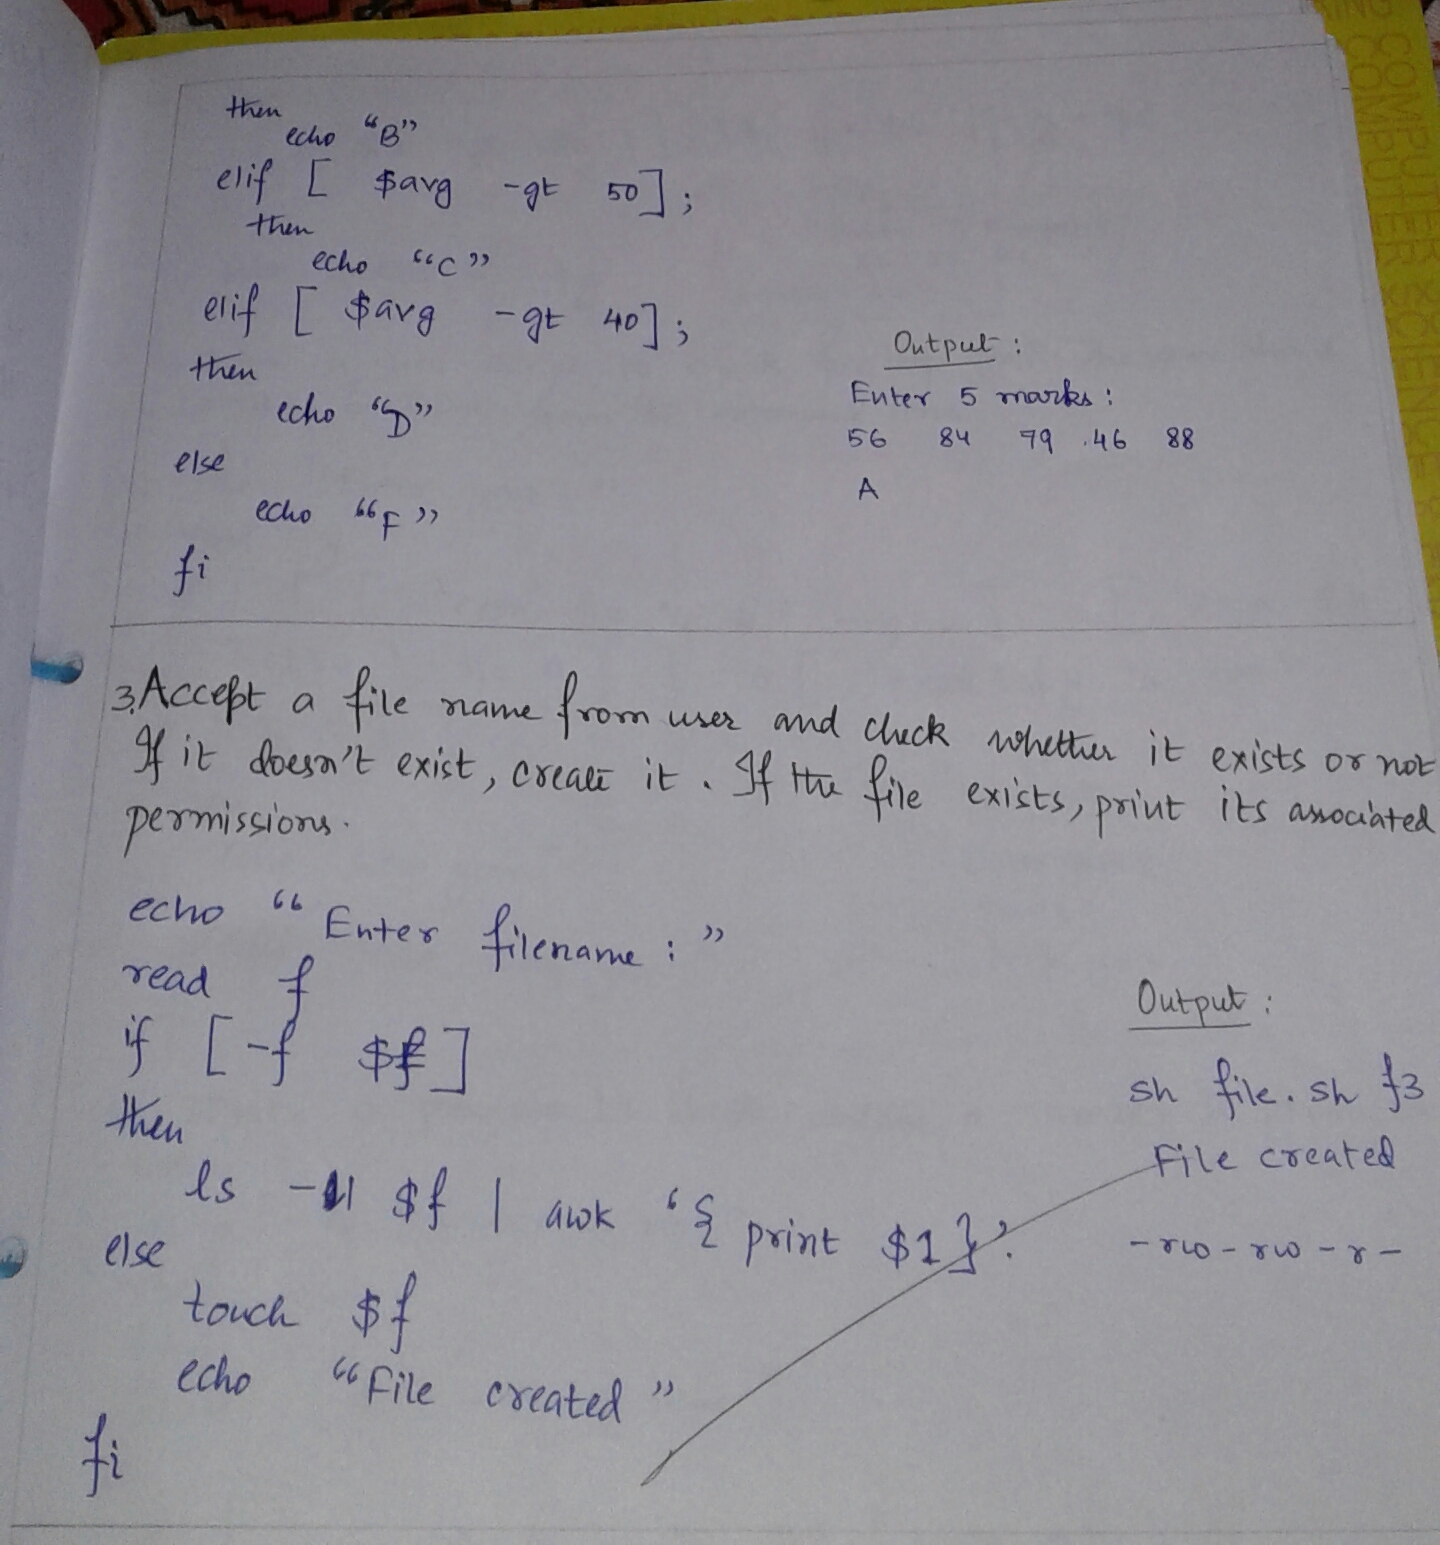 then
echo "B"
elif [ $avg -gt 50];
then
echo "C"
elif [ $avg -gt 40];
then
echo "D"
else
echo "F"
fi
Output :
Enter 5 marks :
56 84 79 46 88
A
3. Accept a file name from user and check whether it exists or not
If it doesn't exist, create it. If the file exists, print its associated
permissions.
echo "Enter filename : "
read f
if [-f $f]
then
ls -l $f | awk '{ print $1}'
else
touch $f
echo "File created"
fi
Output :
sh file.sh f3
File created
-rw-rw-r-
COMPUTER SCIENCE